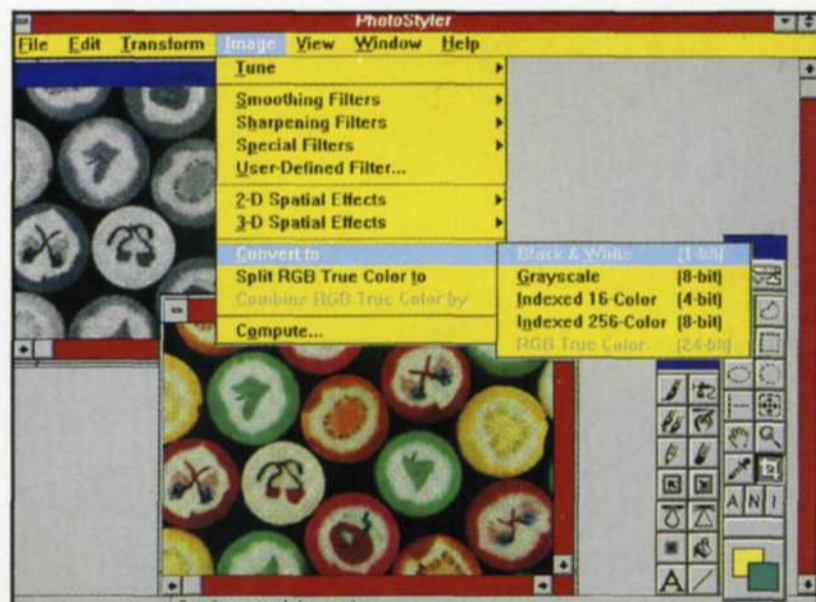 PhotoStyler
File Edit Transform Image View Window Help
Tune
Smoothing Filters
Sharpening Filters
Special Filters
User-Defined Filter...
2-D Spatial Effects
3-D Spatial Effects
Convert to
Split RGB True Color to
Combine RGB True Color by
Compute...
Black & White (1-bit)
Grayscale (8-bit)
Indexed 16-Color (4-bit)
Indexed 256-Color (8-bit)
RGB True Color (24-bit)
A N
A